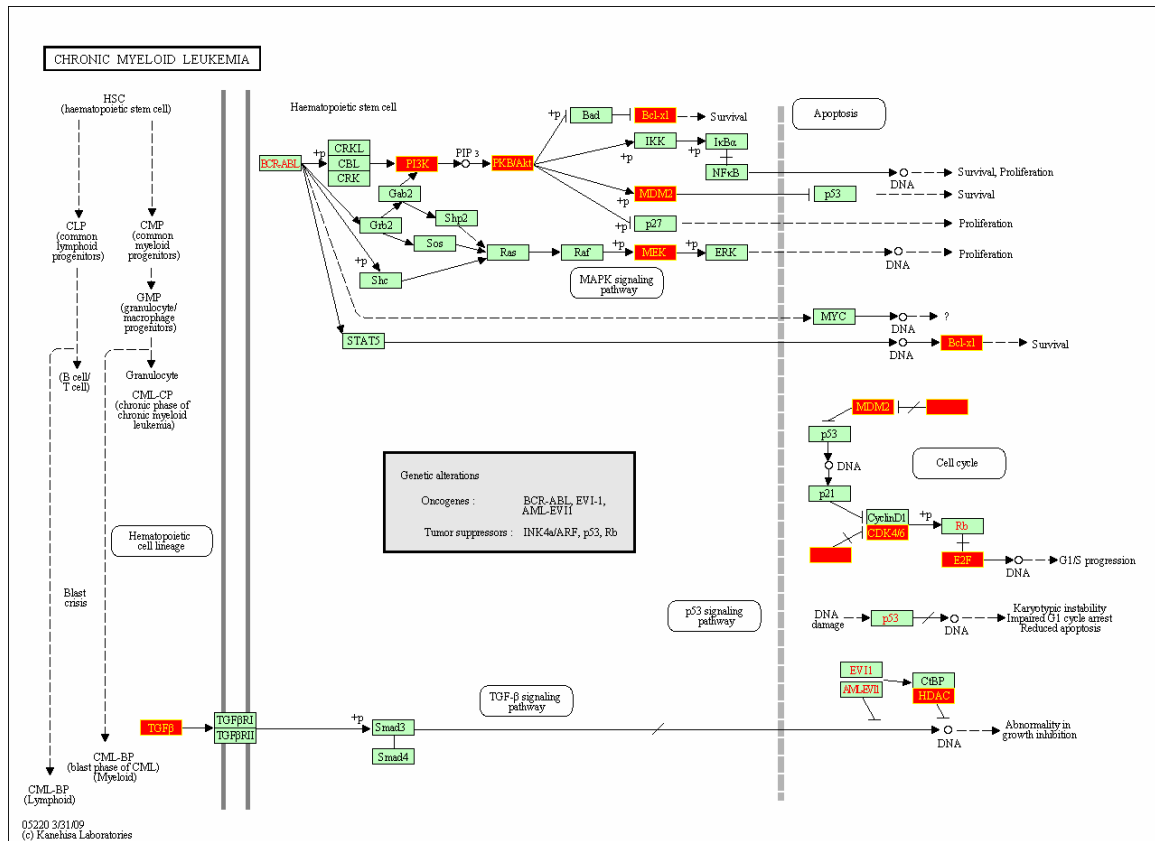 CHRONIC MYELOID LEUKEMIA
HSC
(haematopoietic stem cell)
CLP
(common
lymphoid
progenitors)
CMP
(common
myeloid
progenitors)
GMP
(granulocyte/
macrophage
progenitors)
(B cell/
T cell)
Granulocyte
CML-CP
(chronic phase of
chronic myeloid
leukemia)
Hematopoietic
cell lineage
Blast
crisis
CML-BP
(blast phase of CML)
(Myeloid)
CML-BP
(Lymphoid)
05220 3/31/09
(c) Kanehisa Laboratories
Haematopoietic stem cell
BCR-ABL
+p
CRKL
CBL
CRK
PI3K
PIP3
PKB/Akt
+p
Bad
Bcl-xl
Survival
Apoptosis
+p
IKK
+p
IκBα
NFκB
DNA
Survival, Proliferation
+p
MDM2
p53
Survival
+p
p27
Proliferation
Gab2
Grb2
Shp2
Sos
+p
Shc
Ras
Raf
+p
MEK
+p
ERK
DNA
Proliferation
MAPK signaling
pathway
MYC
DNA
?
STAT5
DNA
Bcl-xl
Survival
MDM2
p53
DNA
Cell cycle
p21
CyclinD1
CDK4/6
+p
Rb
E2F
DNA
G1/S progression
Genetic alterations
Oncogenes : BCR-ABL, EVI-1,
AML-EVI1
Tumor suppressors : INK4a/ARF, p53, Rb
p53 signaling
pathway
DNA
damage
p53
DNA
Karyotypic instability
Impaired G1 cycle arrest
Reduced apoptosis
EVI1
AML-EVI1
CtBP
HDAC
DNA
Abnormality in
growth inhibition
TGF-β signaling
pathway
TGFβ
TGFβRI
TGFβRII
+p
Smad3
Smad4